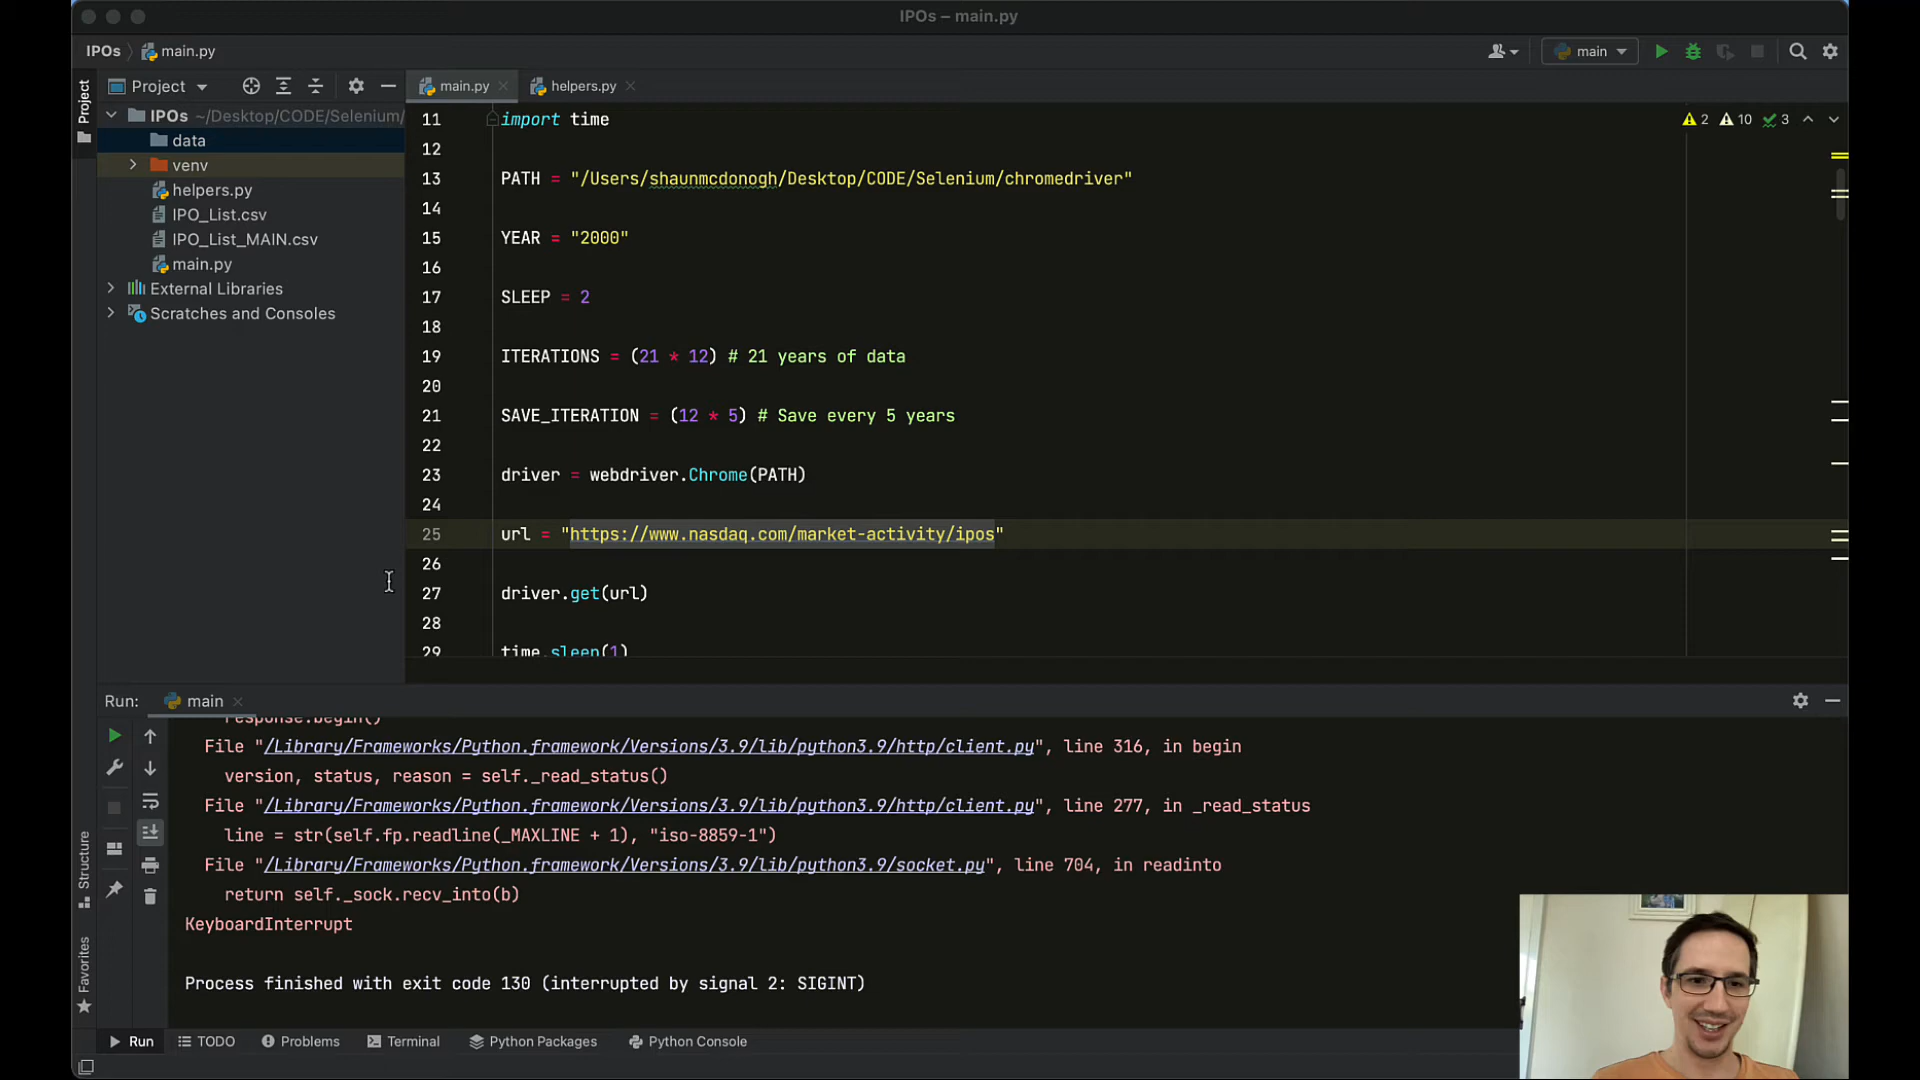 IPOs – main.py
IPOs main.py
main
Project
Project
main.py
helpers.py
IPOs ~/Desktop/CODE/Selenium/
data
venv
helpers.py
IPO_List.csv
IPO_List_MAIN.csv
main.py
External Libraries
Scratches and Consoles
2 10 3
11 import time
12
13 PATH = "/Users/shaunmcdonogh/Desktop/CODE/Selenium/chromedriver"
14
15 YEAR = "2000"
16
17 SLEEP = 2
18
19 ITERATIONS = (21 * 12) # 21 years of data
20
21 SAVE_ITERATION = (12 * 5) # Save every 5 years
22
23 driver = webdriver.Chrome(PATH)
24
25 url = "https://www.nasdaq.com/market-activity/ipos"
26
27 driver.get(url)
28
29 time.sleep(1)
Run: main
response.begin()
File "/Library/Frameworks/Python.framework/Versions/3.9/lib/python3.9/http/client.py", line 316, in begin
version, status, reason = self._read_status()
File "/Library/Frameworks/Python.framework/Versions/3.9/lib/python3.9/http/client.py", line 277, in _read_status
line = str(self.fp.readline(_MAXLINE + 1), "iso-8859-1")
File "/Library/Frameworks/Python.framework/Versions/3.9/lib/python3.9/socket.py", line 704, in readinto
return self._sock.recv_into(b)
KeyboardInterrupt
Process finished with exit code 130 (interrupted by signal 2: SIGINT)
Structure
Favorites
Run TODO Problems Terminal Python Packages Python Console